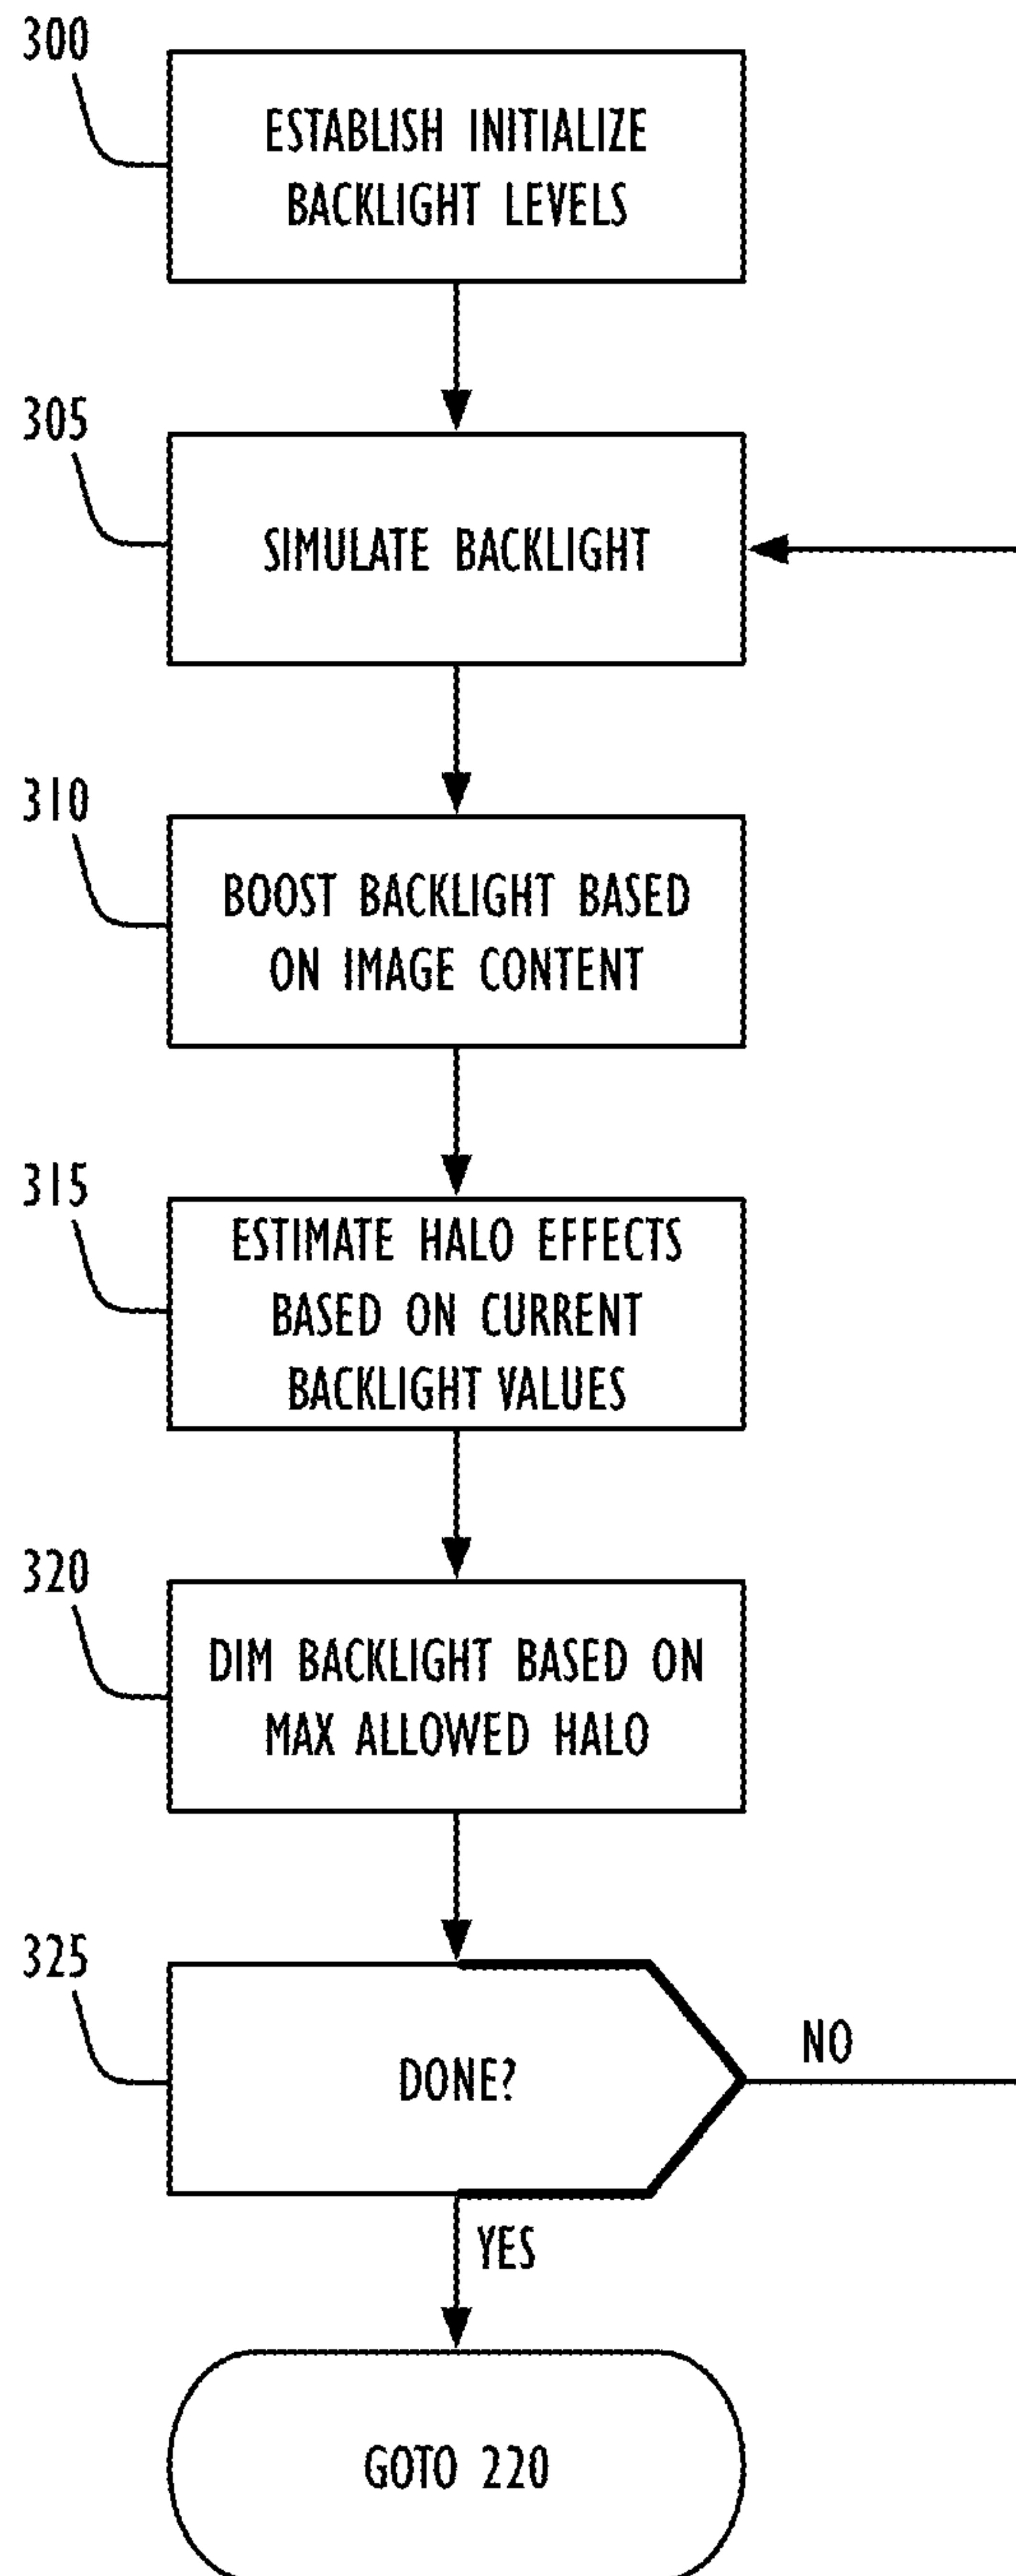 300
ESTABLISH INITIALIZE
BACKLIGHT LEVELS
305
SIMULATE BACKLIGHT
310
BOOST BACKLIGHT BASED
ON IMAGE CONTENT
315
ESTIMATE HALO EFFECTS
BASED ON CURRENT
BACKLIGHT VALUES
320
DIM BACKLIGHT BASED ON
MAX ALLOWED HALO
325
DONE?
NO
YES
GOTO 220